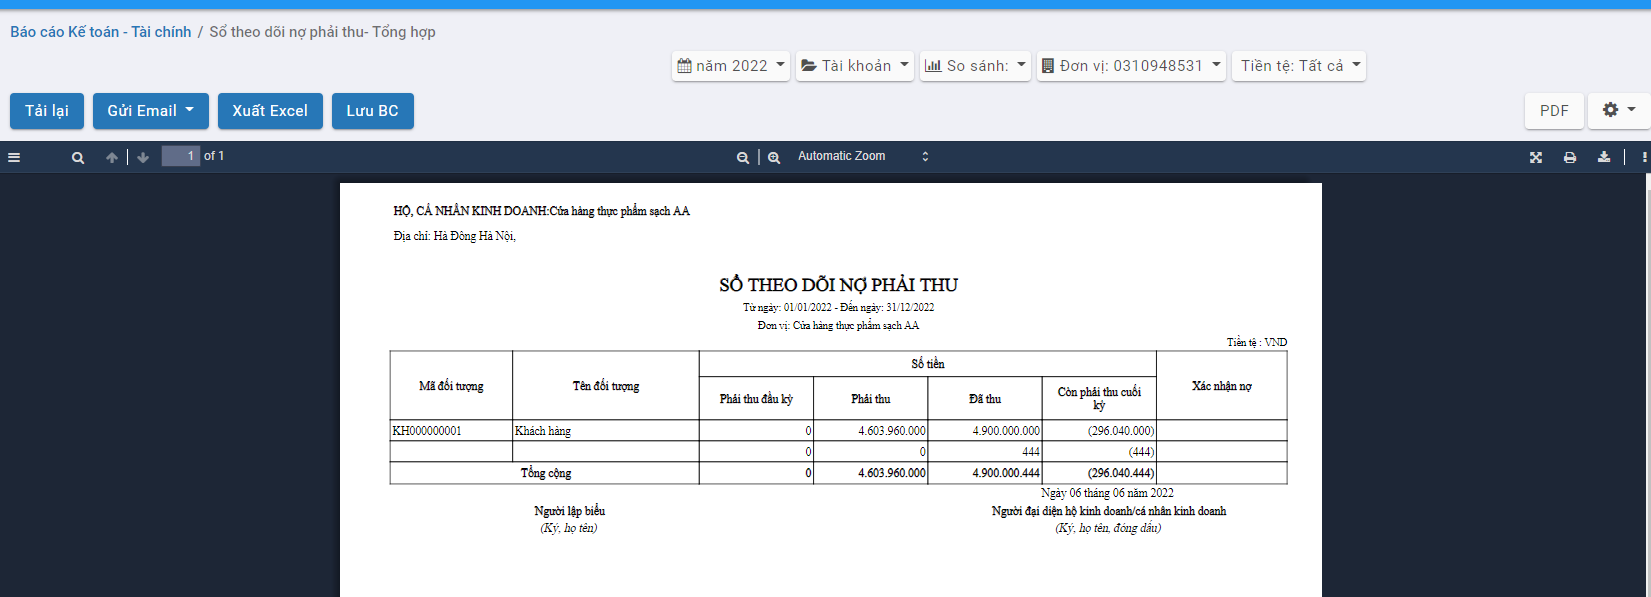 Báo cáo Kế toán - Tài chính / Sổ theo dõi nợ phải thu- Tổng hợp
năm 2022 Tài khoản So sánh: Đơn vị: 0310948531 Tiền tệ: Tất cả
Tải lại Gửi Email Xuất Excel Lưu BC PDF
1 of 1 Automatic Zoom
HỘ, CÁ NHÂN KINH DOANH:Cửa hàng thực phẩm sạch AA
Địa chỉ: Hà Đông Hà Nội,
SỔ THEO DÕI NỢ PHẢI THU
Từ ngày: 01/01/2022 - Đến ngày: 31/12/2022
Đơn vị: Cửa hàng thực phẩm sạch AA
Tiền tệ : VND
Mã đối tượng Tên đối tượng Số tiền Xác nhận nợ
Phải thu đầu kỳ Phải thu Đã thu Còn phải thu cuối
kỳ
KH000000001 Khách hàng 0 4.603.960.000 4.900.000.000 (296.040.000)
0 0 444 (444)
Tổng cộng 0 4.603.960.000 4.900.000.444 (296.040.444)
Ngày 06 tháng 06 năm 2022
Người lập biểu Người đại diện hộ kinh doanh/cá nhân kinh doanh
(Ký, họ tên) (Ký, họ tên, đóng dấu)